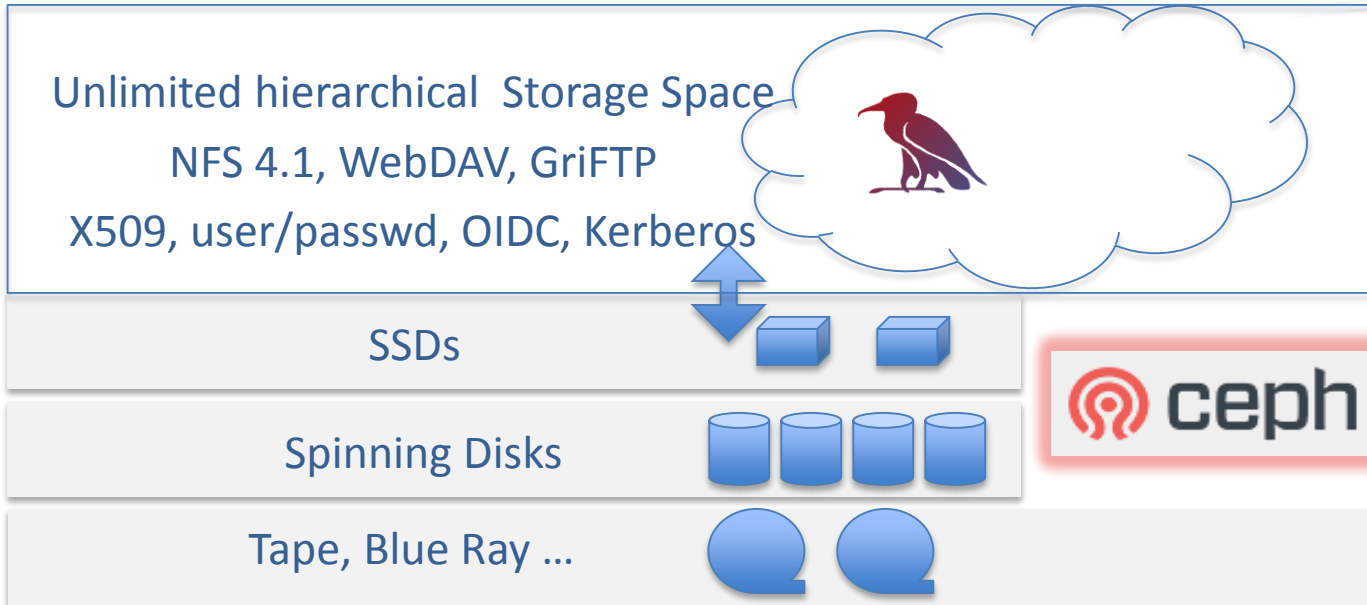 Unlimited hierarchical Storage Space
NFS 4.1, WebDAV, GriFTP
X509, user/passwd, OIDC, Kerberos
SSDs
ceph
Spinning Disks
Tape, Blue Ray ...